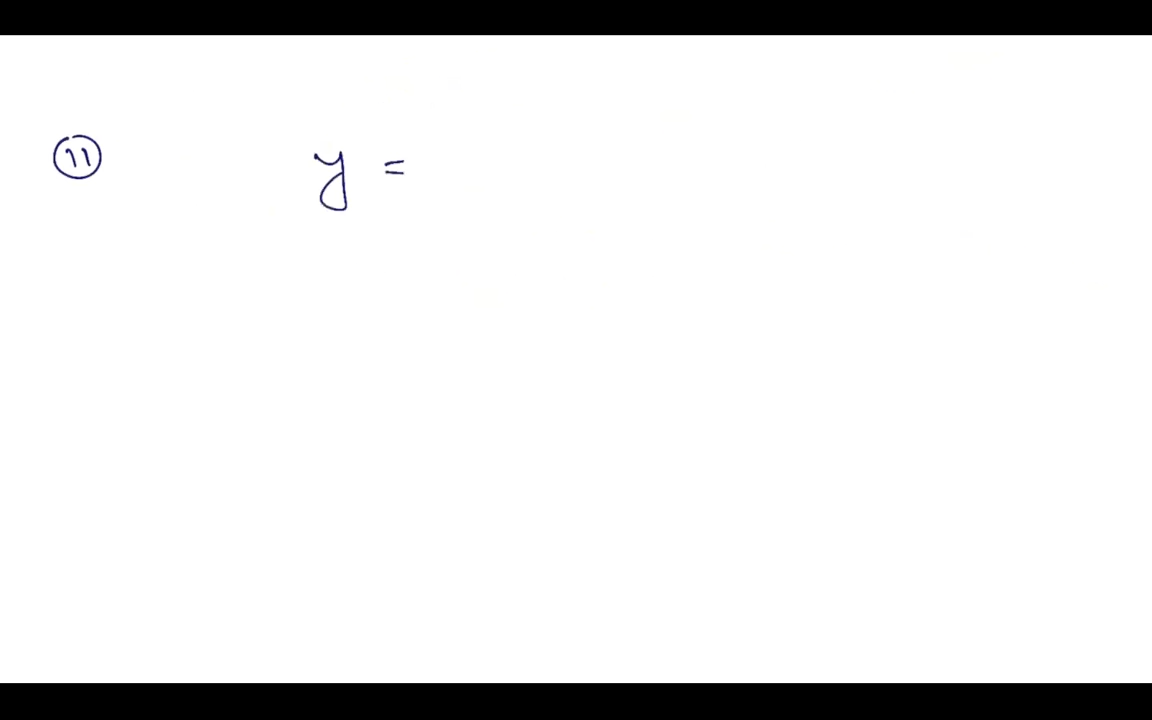 ⑪ y =